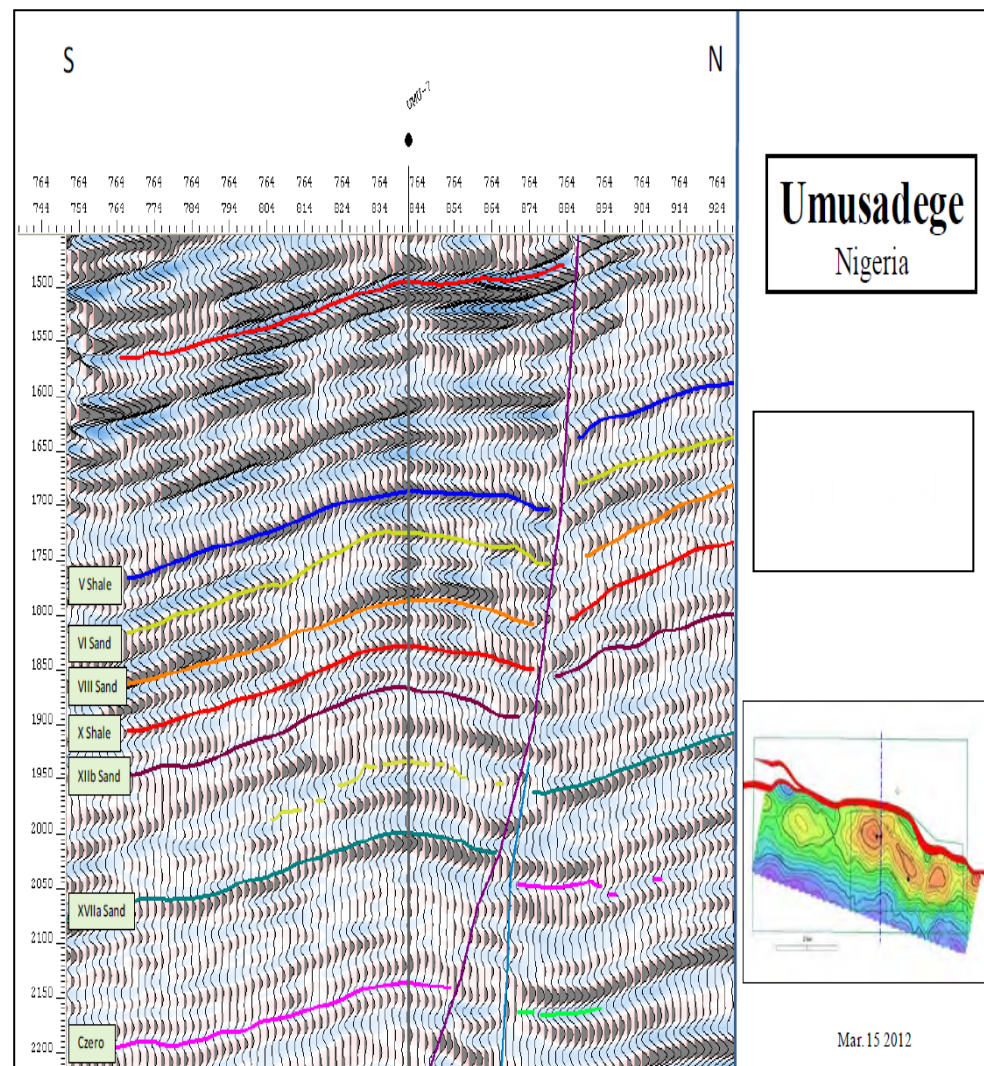 S N
UMU-7
764 764 764 764 764 764 764 764 764 764 764 764 764 764 764 764 764 764 764
744 754 764 774 784 794 804 814 824 834 844 854 864 874 884 894 904 914 924
1500
1550
1600
1650
1700
1750
1800
1850
1900
1950
2000
2050
2100
2150
2200
V Shale
VI Sand
VIII Sand
X Shale
XIIb Sand
XVIIa Sand
Czero
Umusadege
Nigeria
Mar. 15 2012